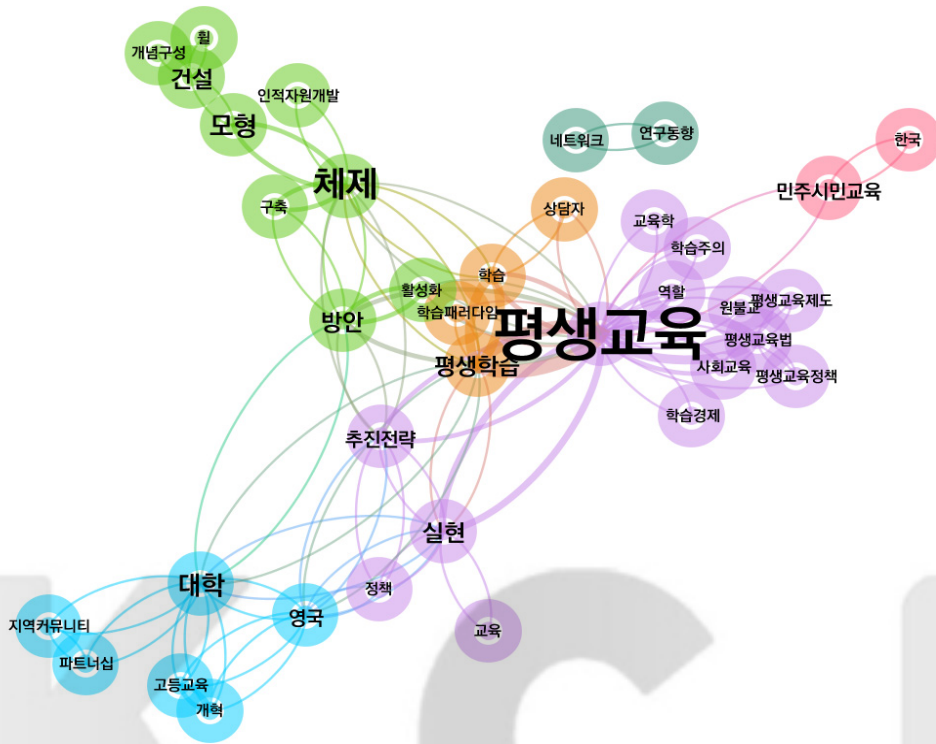 휠
개념구성
건설
인적자원개발
모형
네트워크
연구동향
한국
체제
민주시민교육
구축
상담자
교육학
학습주의
학습
활성화
역할
원불교
평생교육제도
학습패러다임
방안
평생교육
평생교육법
평생학습
사회교육
평생교육정책
학습경제
추진전략
실현
대학
정책
영국
지역커뮤니티
교육
파트너십
고등교육
개혁
KCI